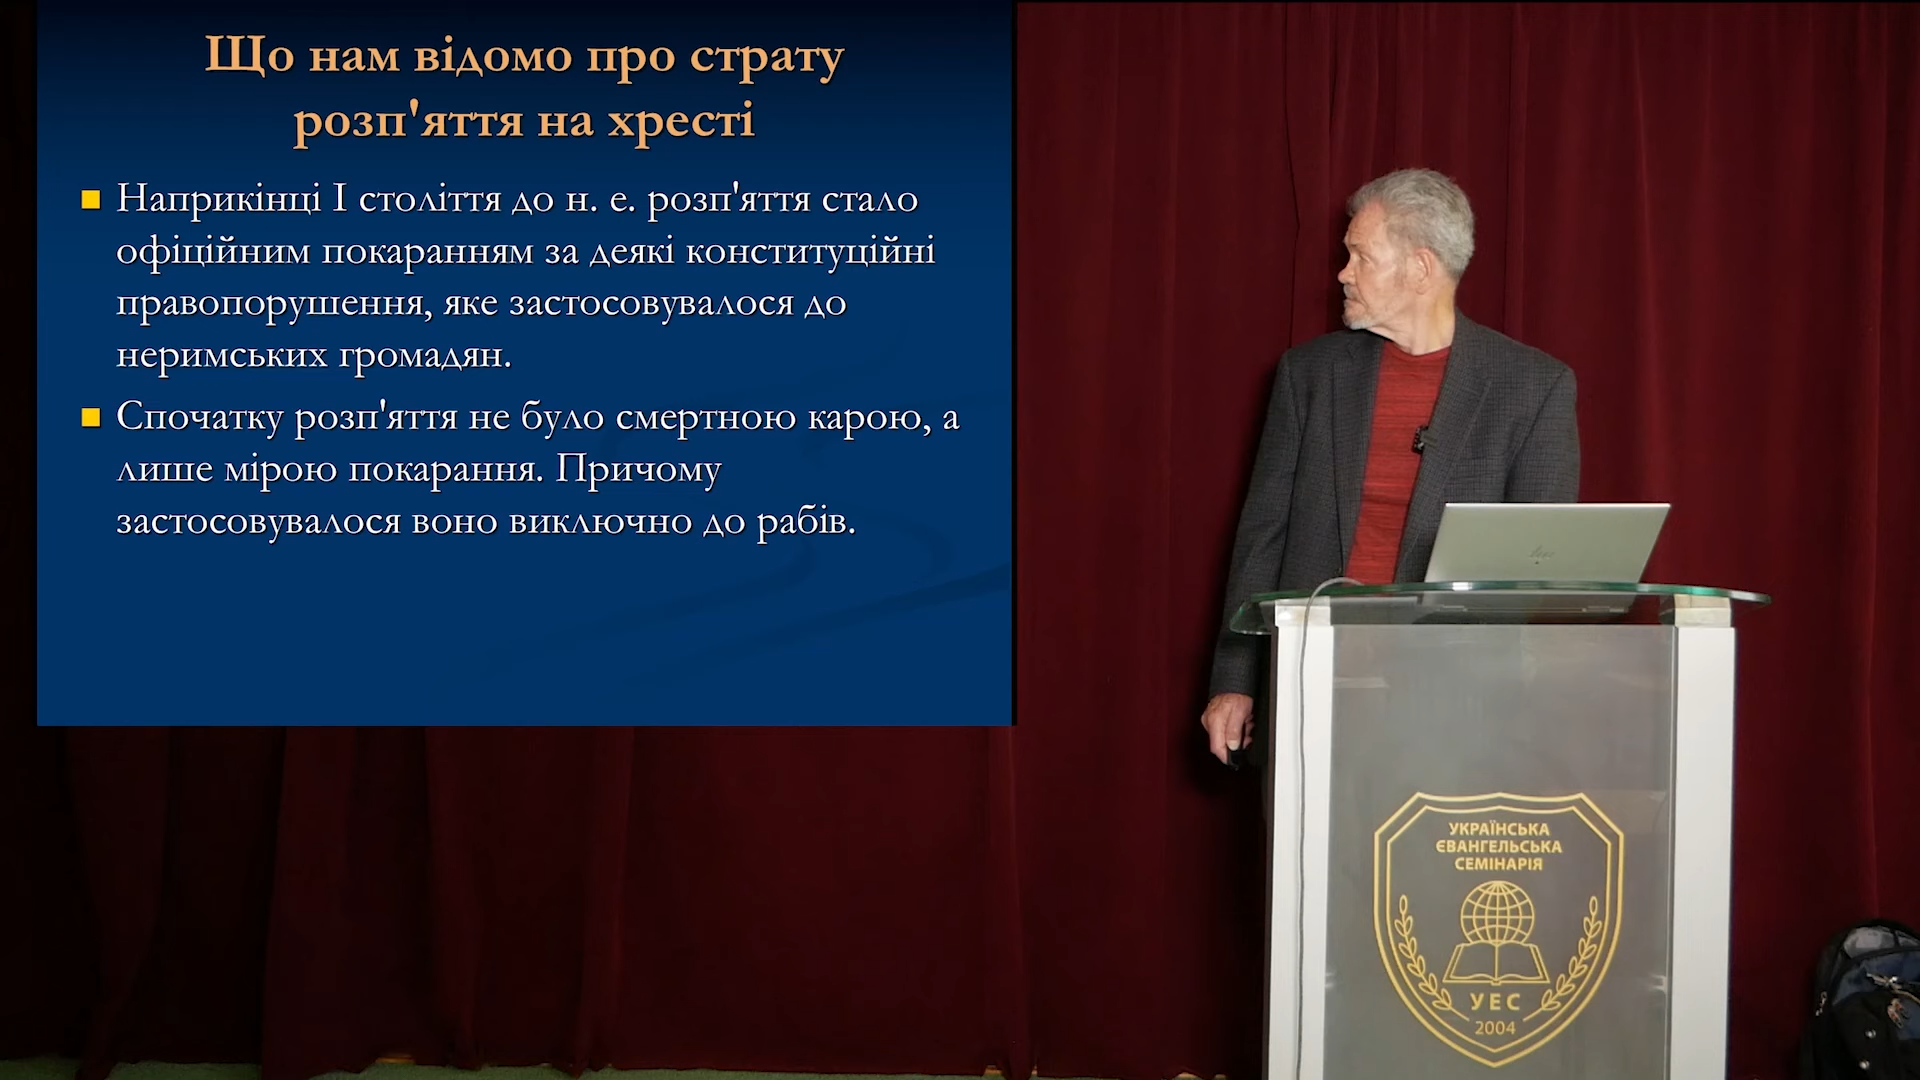 Що нам відомо про страту
розп'яття на хресті
Наприкінці І століття до н. е. розп'яття стало
офіційним покаранням за деякі конституційні
правопорушення, яке застосовувалося до
неримських громадян.
Спочатку розп'яття не було смертною карою, а
лише мірою покарання. Причому
застосовувалося воно виключно до рабів.
УКРАЇНСЬКА
ЄВАНГЕЛЬСЬКА
СЕМІНАРІЯ
УЕС
2004